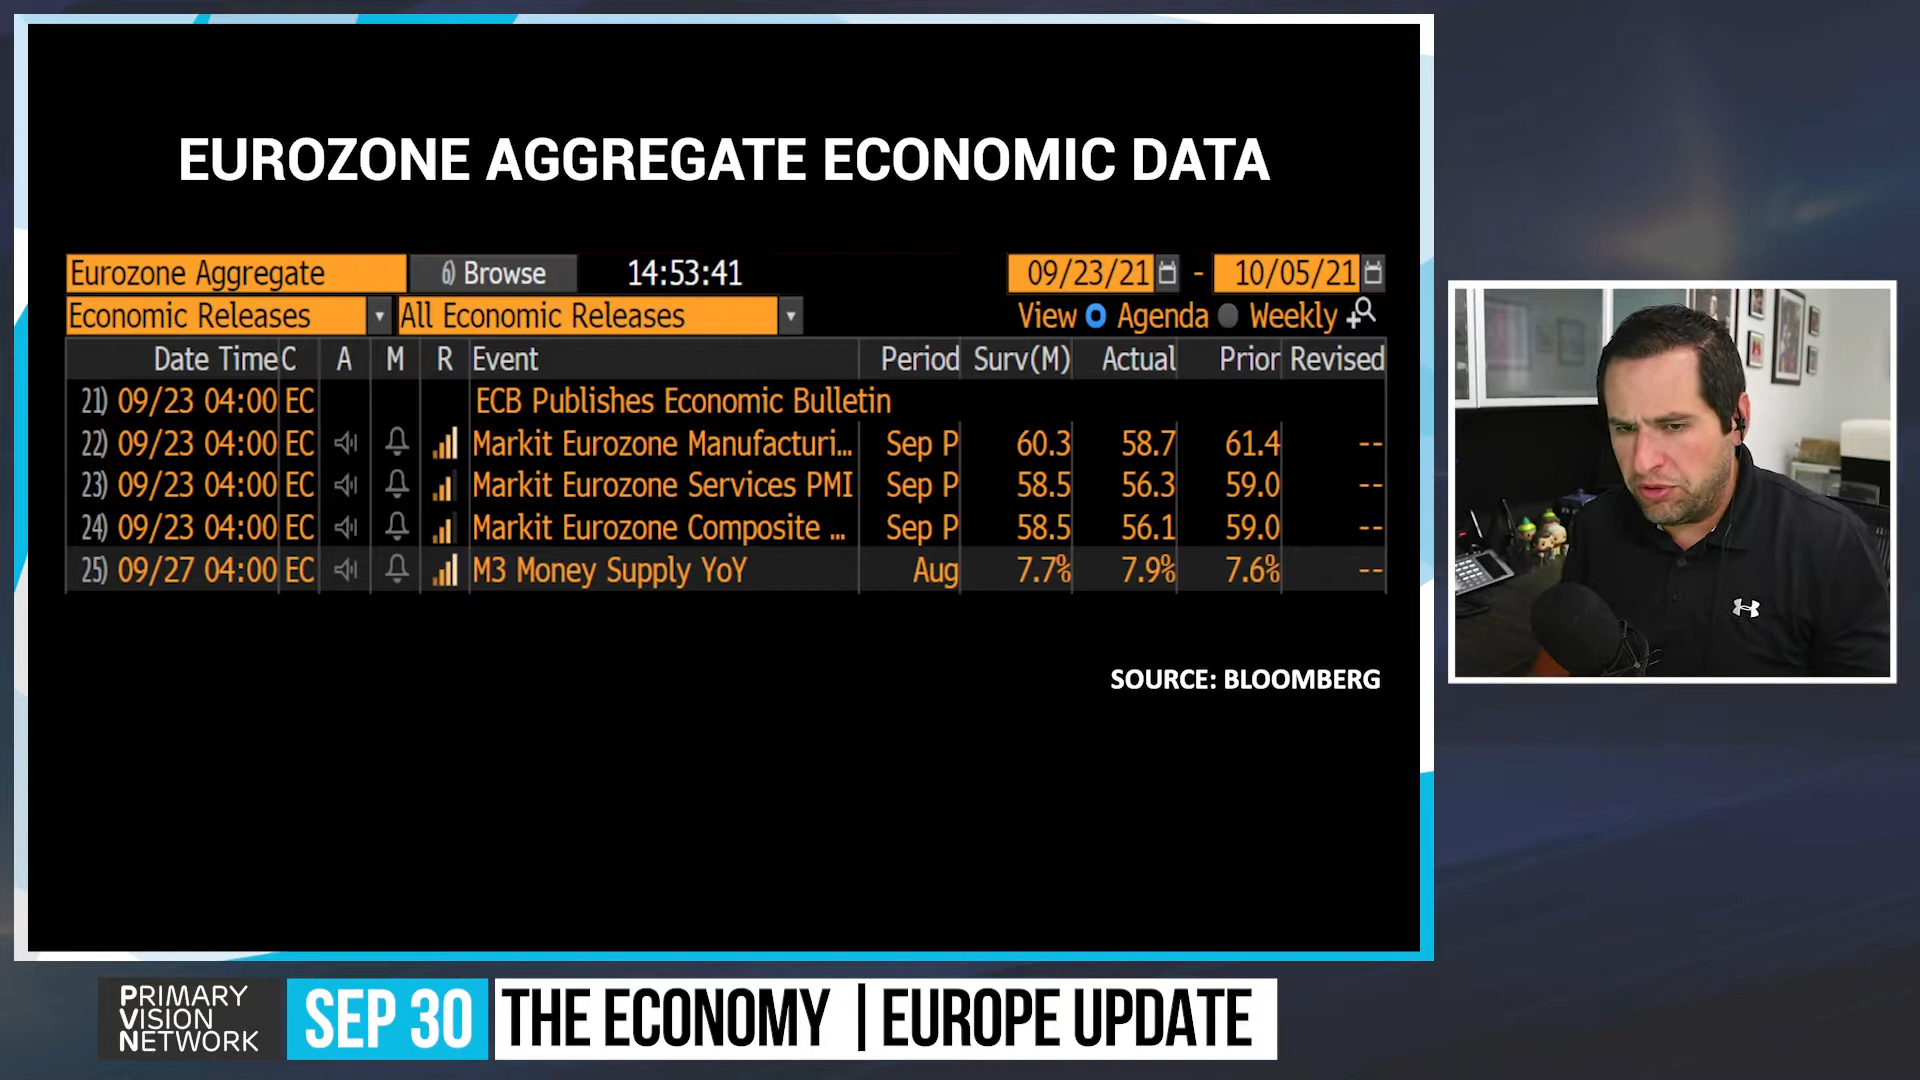 EUROZONE AGGREGATE ECONOMIC DATA
Eurozone Aggregate 6) Browse 14:53:41 09/23/21 - 10/05/21
Economic Releases All Economic Releases View Agenda Weekly
Date Time C A M R Event Period Surv(M) Actual Prior Revised
21) 09/23 04:00 EC ECB Publishes Economic Bulletin
22) 09/23 04:00 EC Markit Eurozone Manufacturi... Sep P 60.3 58.7 61.4 --
23) 09/23 04:00 EC Markit Eurozone Services PMI Sep P 58.5 56.3 59.0 --
24) 09/23 04:00 EC Markit Eurozone Composite ... Sep P 58.5 56.1 59.0 --
25) 09/27 04:00 EC M3 Money Supply YoY Aug 7.7% 7.9% 7.6% --
SOURCE: BLOOMBERG
PRIMARY
VISION
NETWORK
SEP 30
THE ECONOMY | EUROPE UPDATE